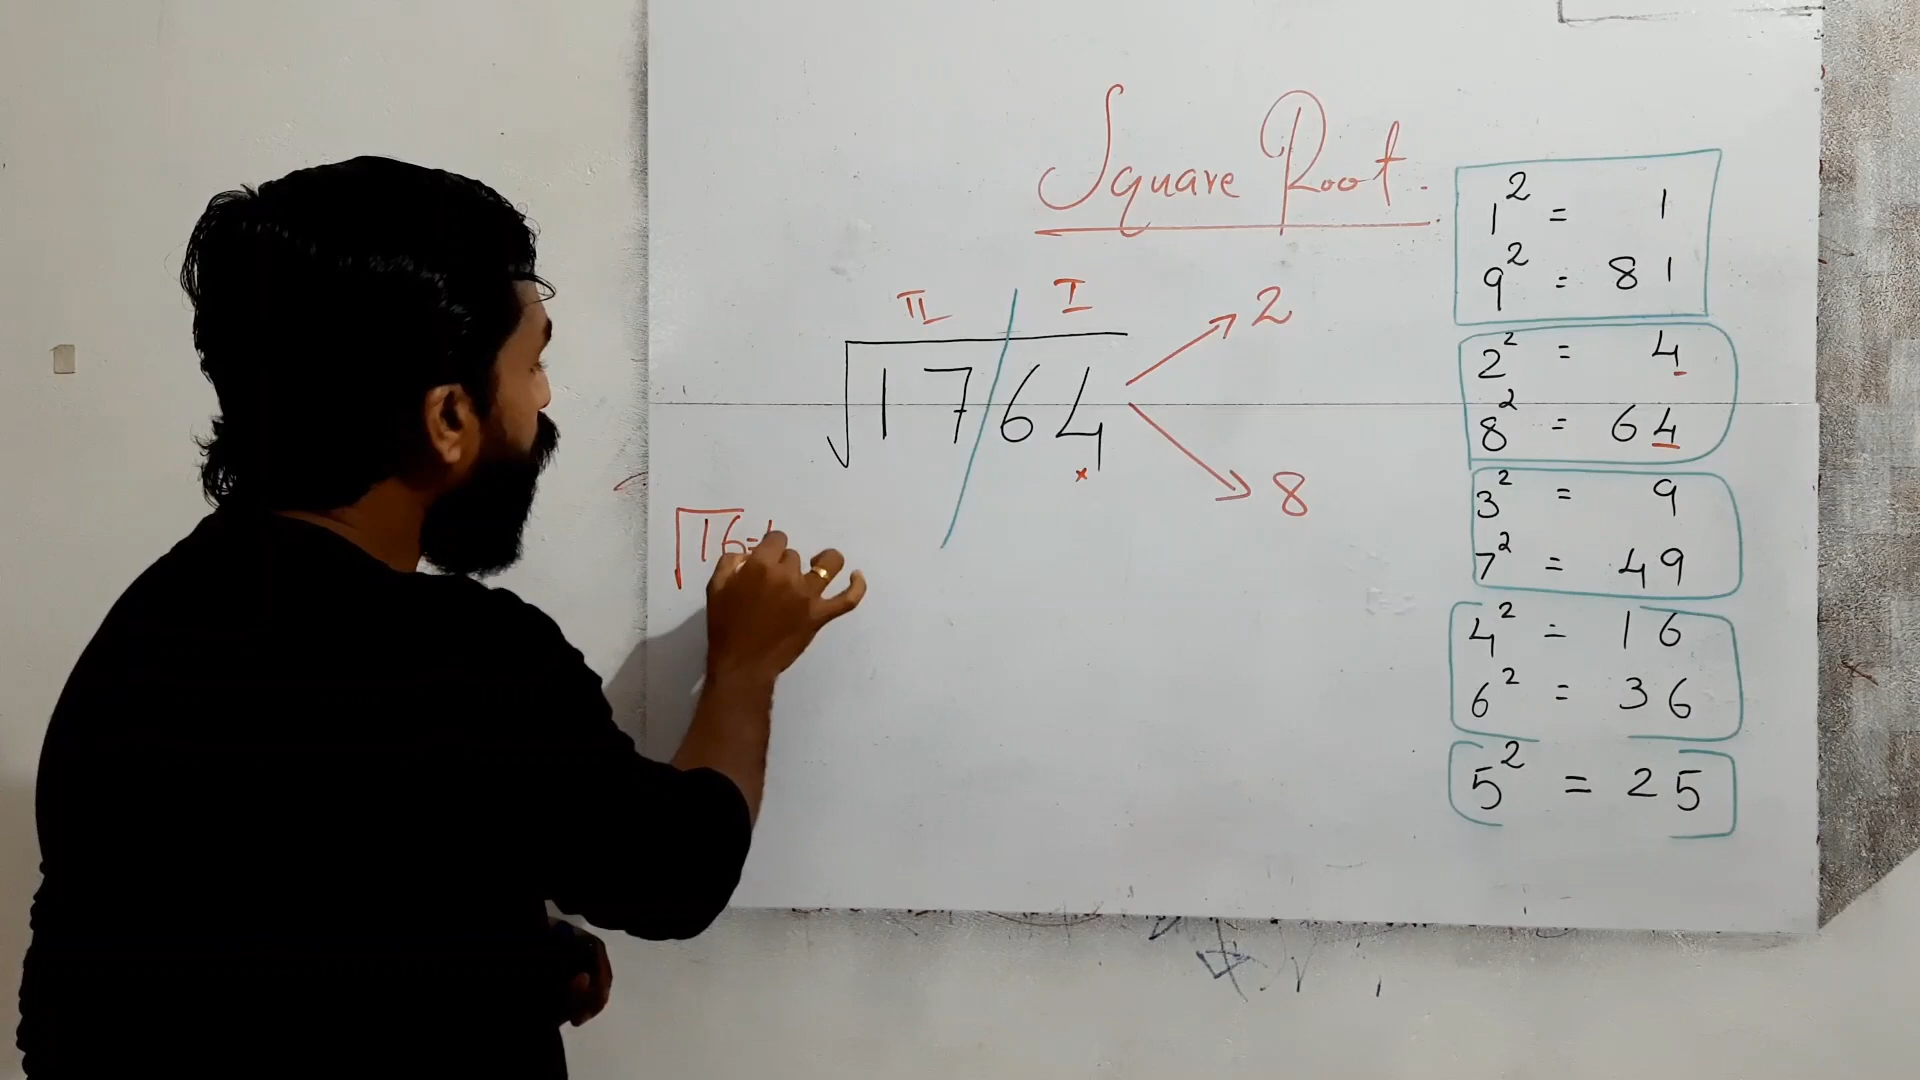 Square Root.
II I
√17/64
x
2
8
√16=
1² = 1
9² = 81
2² = 4
8² = 64
3² = 9
7² = 49
4² = 16
6² = 36
5² = 25